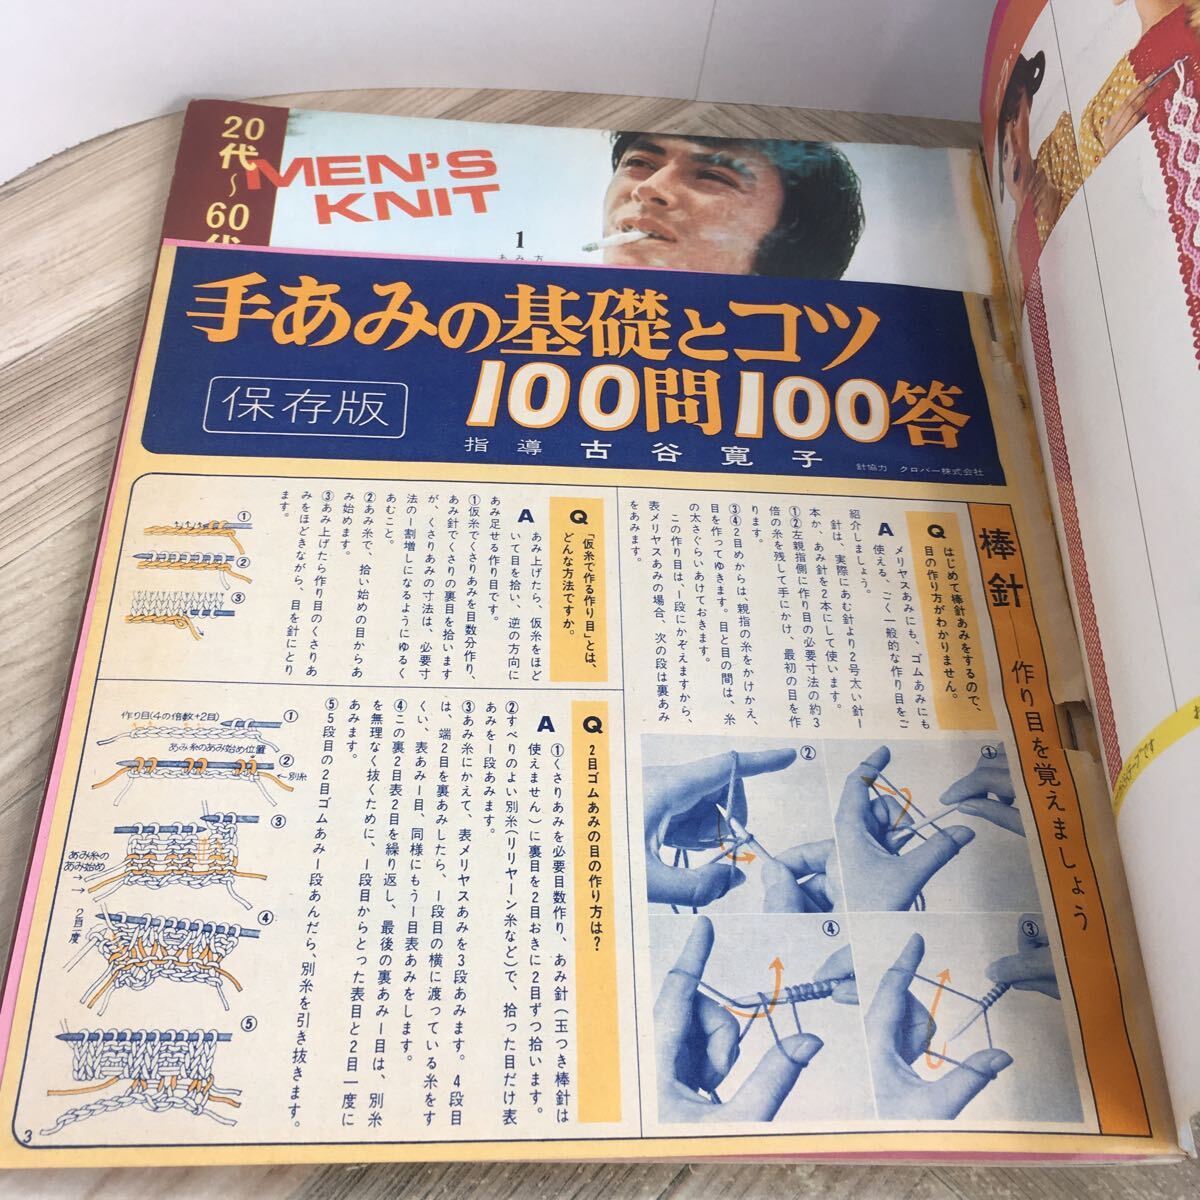 20代〜60代
MEN'S
KNIT
1
あみ方
手あみの基礎とコツ
100問100答
保存版
指導 古谷寛子
針協力 クロバー株式会社
棒針──作り目を覚えましょう
Q はじめて棒針あみをするので、
目の作り方がわかりません。
A メリヤスあみにも、ゴムあみにも
使える、ごく一般的な作り目をご
紹介しましょう。
針は、実際にあむ針より2号太い針一
本か、あみ針を2本にして使います。
①②左親指側に作り目の必要寸法の約3
倍の糸を残して手にかけ、最初の目を作
ります。
③④2目めからは、親指の糸をかけかえ、
目を作ってゆきます。目と目の間は、糸
の太さぐらいあけておきます。
この作り目は、一段にかぞえますから、
表メリヤスあみの場合、次の段は裏あみ
をあみます。
①
②
③
④
Q 「仮糸で作る作り目」とは、
どんな方法ですか。
A あみ上げたら、仮糸をほど
いて目を拾い、逆の方向に
あみ足せる作り目です。
①仮糸でくさりあみを目数分作り、
あみ針でくさりの裏目を拾います
が、くさりあみの寸法は、必要寸
法の一割増しになるようにゆるく
あむこと。
②あみ糸で、拾い始めの目からあ
み始めます。
③あみ上げたら作り目のくさりあ
みをほどきながら、目を針にとり
ます。
①
②
③
Q 2目ゴムあみの目の作り方は？
A ①くさりあみを必要目数作り、あみ針(玉つき棒針は
使えません)に裏目を2目おきに2目ずつ拾います。
②すべりのよい別糸(リリヤーン糸など)で、拾った目だけ表
あみを一段あみます。
③あみ糸にかえて、表メリヤスあみを3段あみます。4段目
は、端2目を裏あみしたら、一段目の横に渡っている糸をす
くい、表あみ一目、同様にもう一目表あみをします。
④この裏2目表2目を繰り返し、最後の裏あみ一目は、別糸
を無理なく抜くために、一段目からとった表目と2目一度に
あみます。
⑤5段目の2目ゴムあみ一段あんだら、別糸を引き抜きます。
作り目(4の倍数+2目)
①
あみ糸のあみ始め位置
②
別糸
③
あみ糸の
あみ始め
2目一度
④
⑤
3